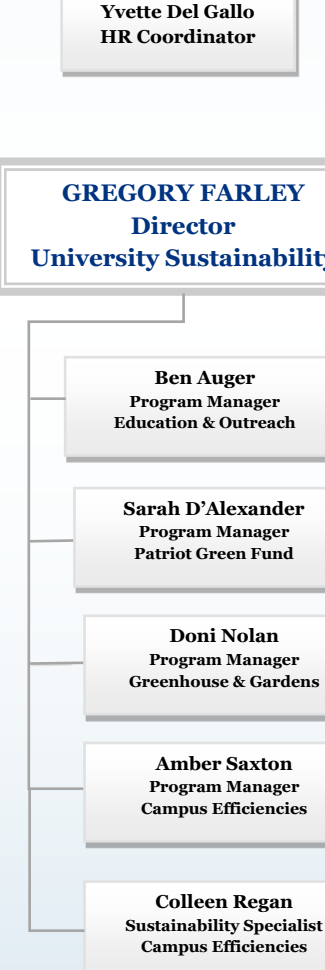 Yvette Del Gallo
HR Coordinator
GREGORY FARLEY
Director
University Sustainability
Ben Auger
Program Manager
Education & Outreach
Sarah D’Alexander
Program Manager
Patriot Green Fund
Doni Nolan
Program Manager
Greenhouse & Gardens
Amber Saxton
Program Manager
Campus Efficiencies
Colleen Regan
Sustainability Specialist
Campus Efficiencies